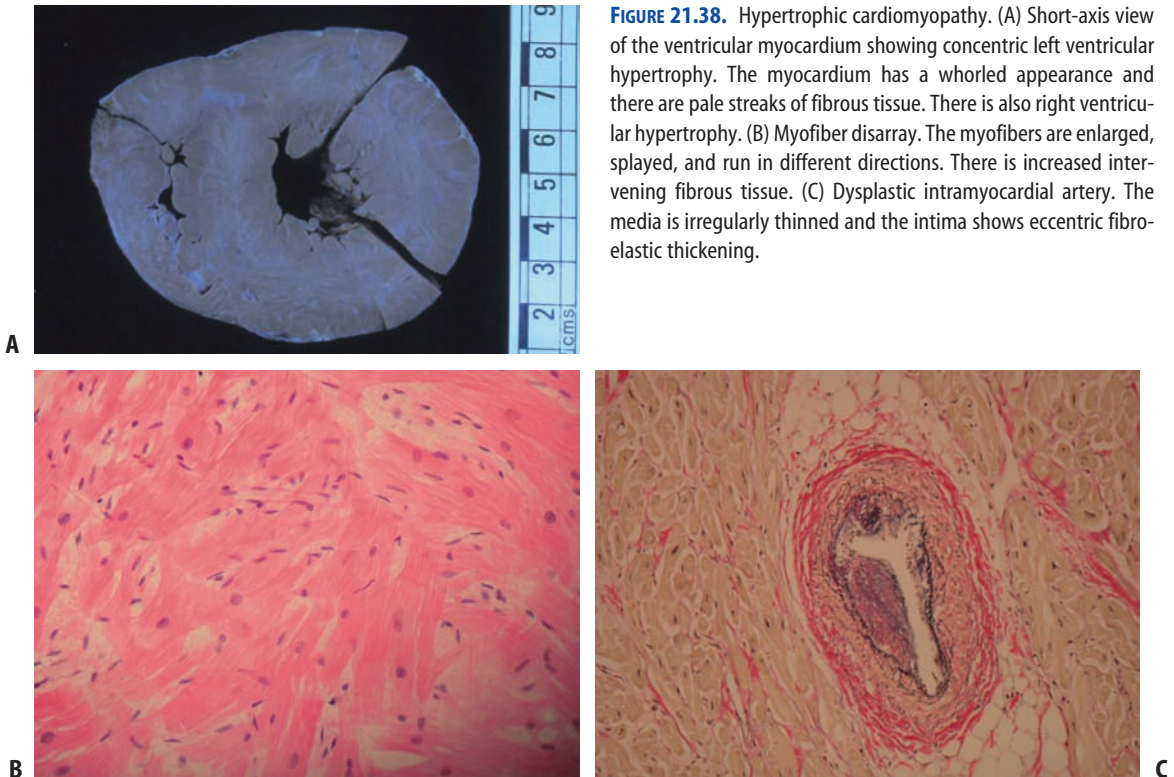 FIGURE 21.38. Hypertrophic cardiomyopathy. (A) Short-axis view
of the ventricular myocardium showing concentric left ventricular
hypertrophy. The myocardium has a whorled appearance and
there are pale streaks of fibrous tissue. There is also right ventricu-
lar hypertrophy. (B) Myofiber disarray. The myofibers are enlarged,
splayed, and run in different directions. There is increased inter-
vening fibrous tissue. (C) Dysplastic intramyocardial artery. The
media is irregularly thinned and the intima shows eccentric fibro-
elastic thickening.
9
8
7
6
5
4
3
2
cms
A
B
C